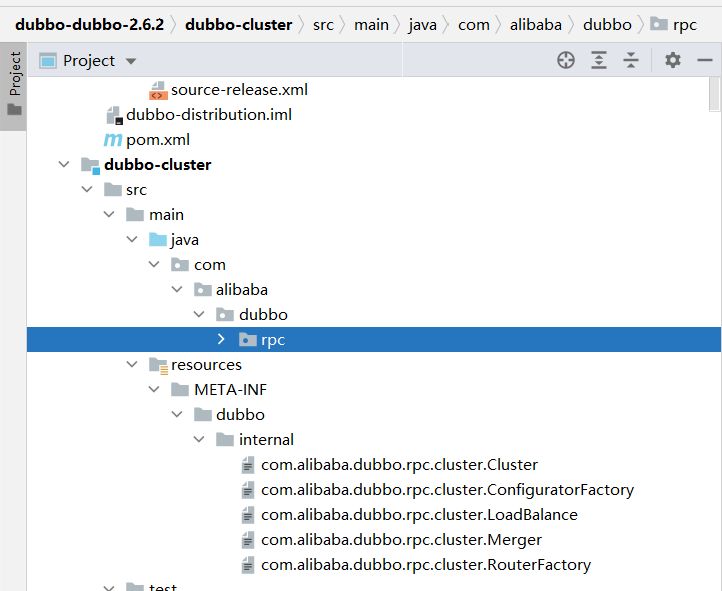 dubbo-dubbo-2.6.2 dubbo-cluster src main java com alibaba dubbo rpc
Project
Project
source-release.xml
dubbo-distribution.iml
pom.xml
dubbo-cluster
src
main
java
com
alibaba
dubbo
rpc
resources
META-INF
dubbo
internal
com.alibaba.dubbo.rpc.cluster.Cluster
com.alibaba.dubbo.rpc.cluster.ConfiguratorFactory
com.alibaba.dubbo.rpc.cluster.LoadBalance
com.alibaba.dubbo.rpc.cluster.Merger
com.alibaba.dubbo.rpc.cluster.RouterFactory
test